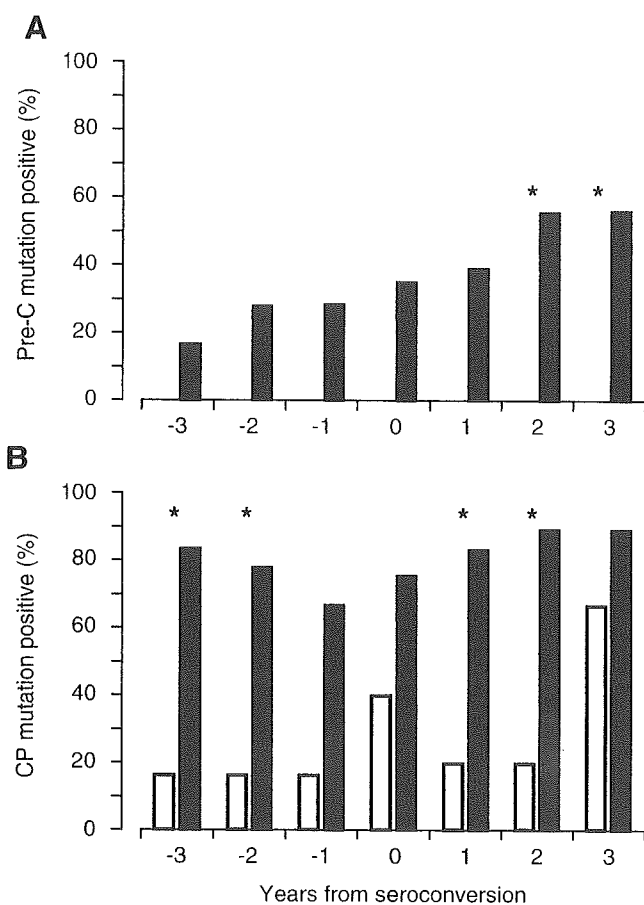 A
Pre-C mutation positive (%)
100
80
60
40
20
0
* *
-3 -2 -1 0 1 2 3
B
CP mutation positive (%)
100
80
60
40
20
0
* * * *
-3 -2 -1 0 1 2 3
Years from seroconversion